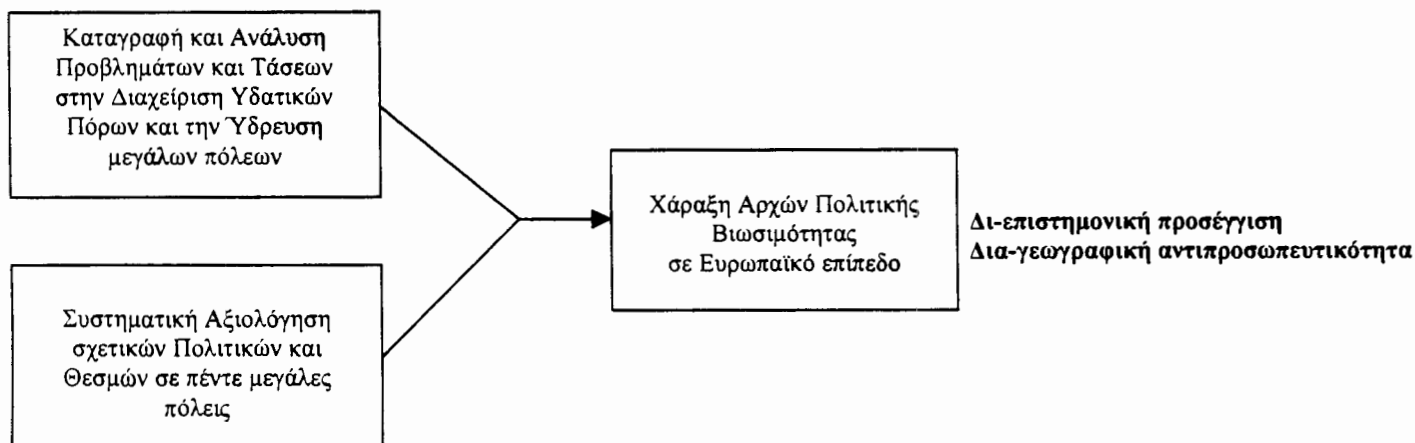 Καταγραφή και Ανάλυση
Προβλημάτων και Τάσεων
στην Διαχείριση Υδατικών
Πόρων και την Ύδρευση
μεγάλων πόλεων
Συστηματική Αξιολόγηση
σχετικών Πολιτικών και
Θεσμών σε πέντε μεγάλες
πόλεις
Χάραξη Αρχών Πολιτικής
Βιωσιμότητας
σε Ευρωπαϊκό επίπεδο
Δι-επιστημονική προσέγγιση
Δια-γεωγραφική αντιπροσωπευτικότητα